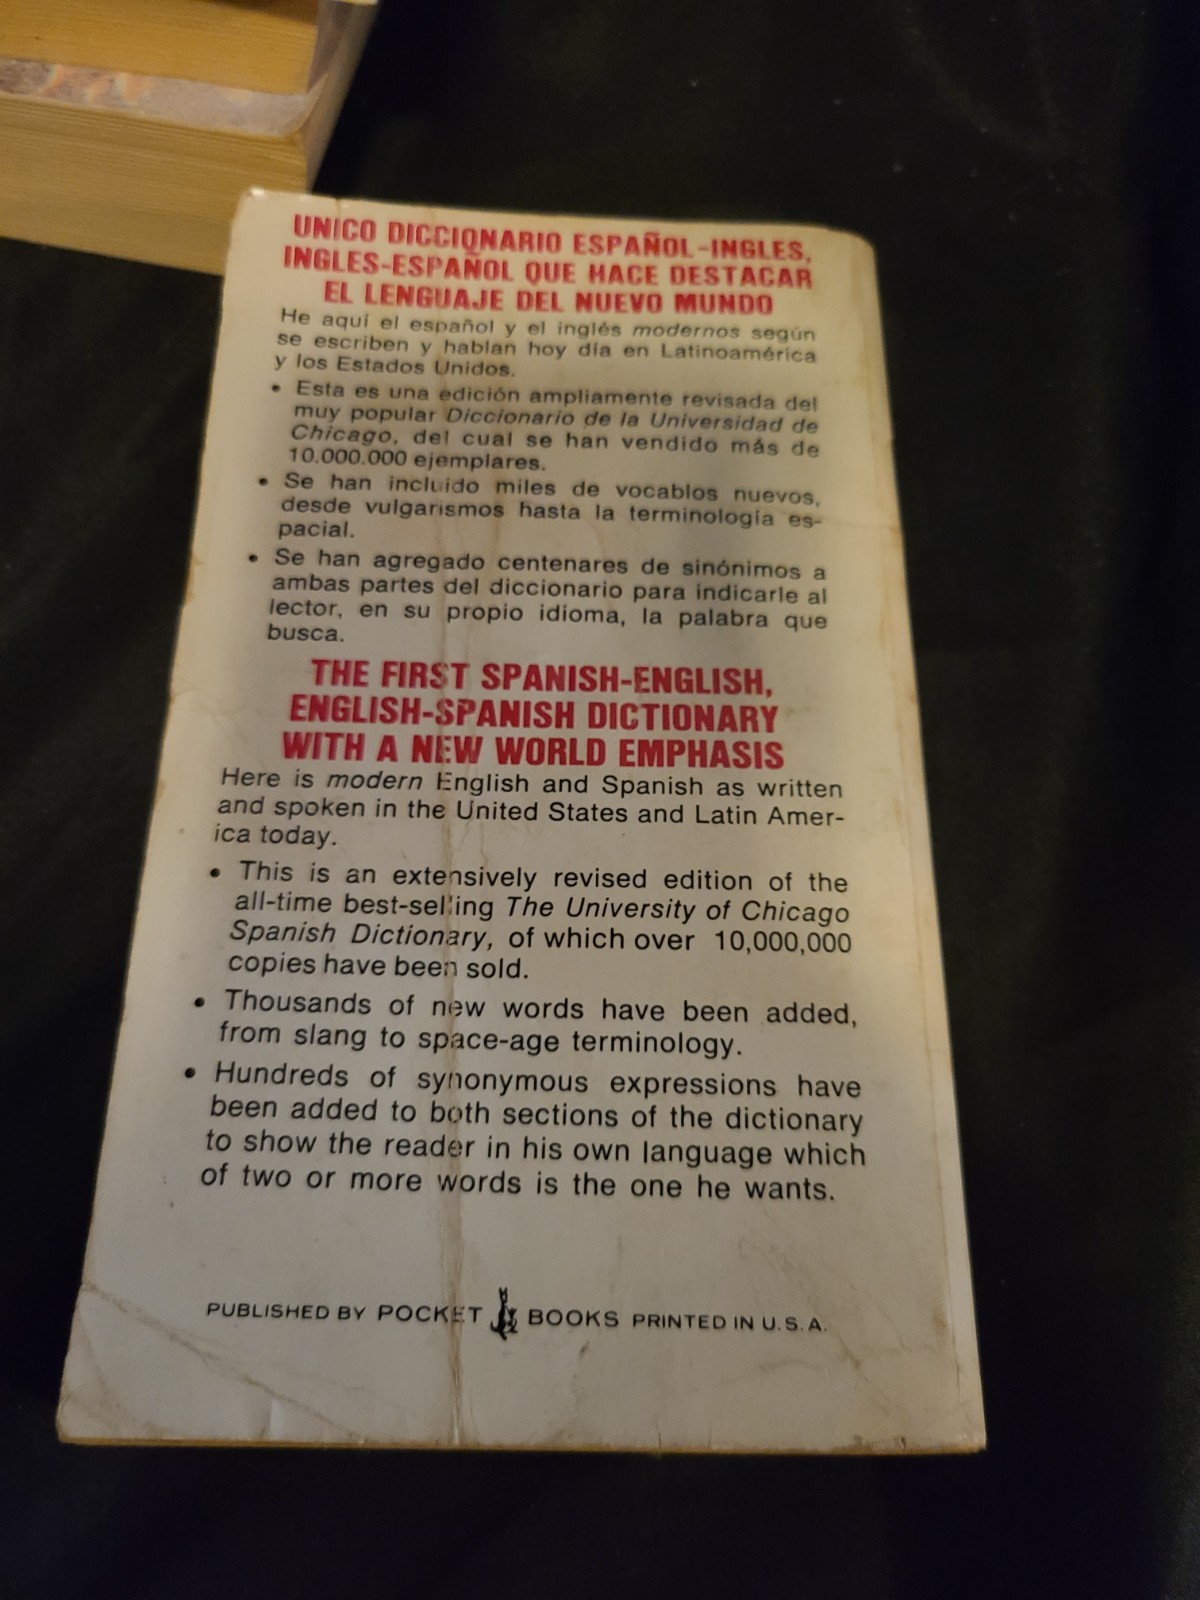 UNICO DICCIONARIO ESPAÑOL-INGLES,
INGLES-ESPAÑOL QUE HACE DESTACAR
EL LENGUAJE DEL NUEVO MUNDO
He aquí el español y el inglés modernos según
se escriben y hablan hoy día en Latinoamérica
y los Estados Unidos.
• Esta es una edición ampliamente revisada del
muy popular Diccionario de la Universidad de
Chicago, del cual se han vendido más de
10.000.000 ejemplares.
• Se han incluido miles de vocablos nuevos,
desde vulgarismos hasta la terminología es-
pacial.
• Se han agregado centenares de sinónimos a
ambas partes del diccionario para indicarle al
lector, en su propio idioma, la palabra que
busca.
THE FIRST SPANISH-ENGLISH,
ENGLISH-SPANISH DICTIONARY
WITH A NEW WORLD EMPHASIS
Here is modern English and Spanish as written
and spoken in the United States and Latin Amer-
ica today.
• This is an extensively revised edition of the
all-time best-selling The University of Chicago
Spanish Dictionary, of which over 10,000,000
copies have been sold.
• Thousands of new words have been added,
from slang to space-age terminology.
• Hundreds of synonymous expressions have
been added to both sections of the dictionary
to show the reader in his own language which
of two or more words is the one he wants.
PUBLISHED BY POCKET BOOKS PRINTED IN U.S.A.